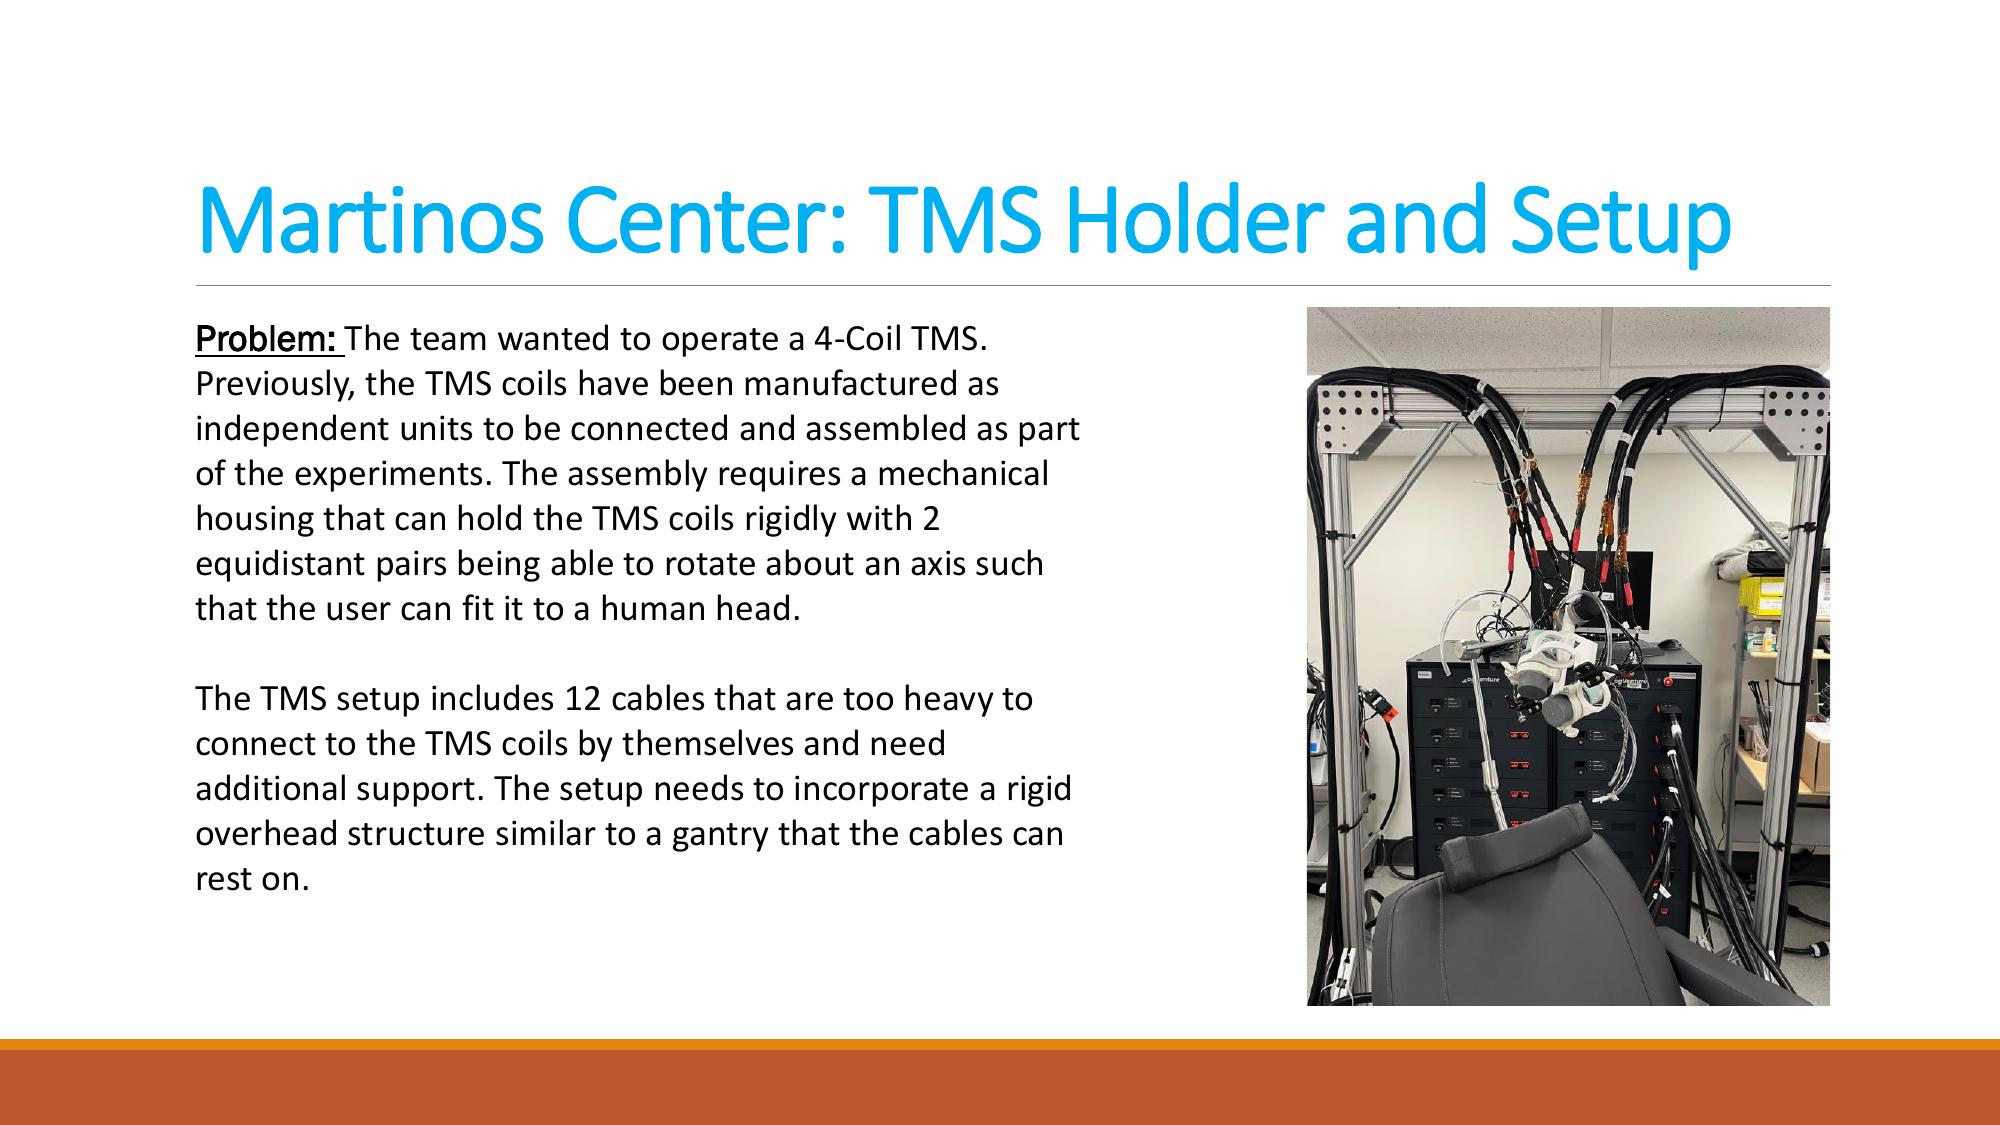 Martinos Center: TMS Holder and Setup
Problem: The team wanted to operate a 4-Coil TMS.
Previously, the TMS coils have been manufactured as
independent units to be connected and assembled as part
of the experiments. The assembly requires a mechanical
housing that can hold the TMS coils rigidly with 2
equidistant pairs being able to rotate about an axis such
that the user can fit it to a human head.
The TMS setup includes 12 cables that are too heavy to
connect to the TMS coils by themselves and need
additional support. The setup needs to incorporate a rigid
overhead structure similar to a gantry that the cables can
rest on.